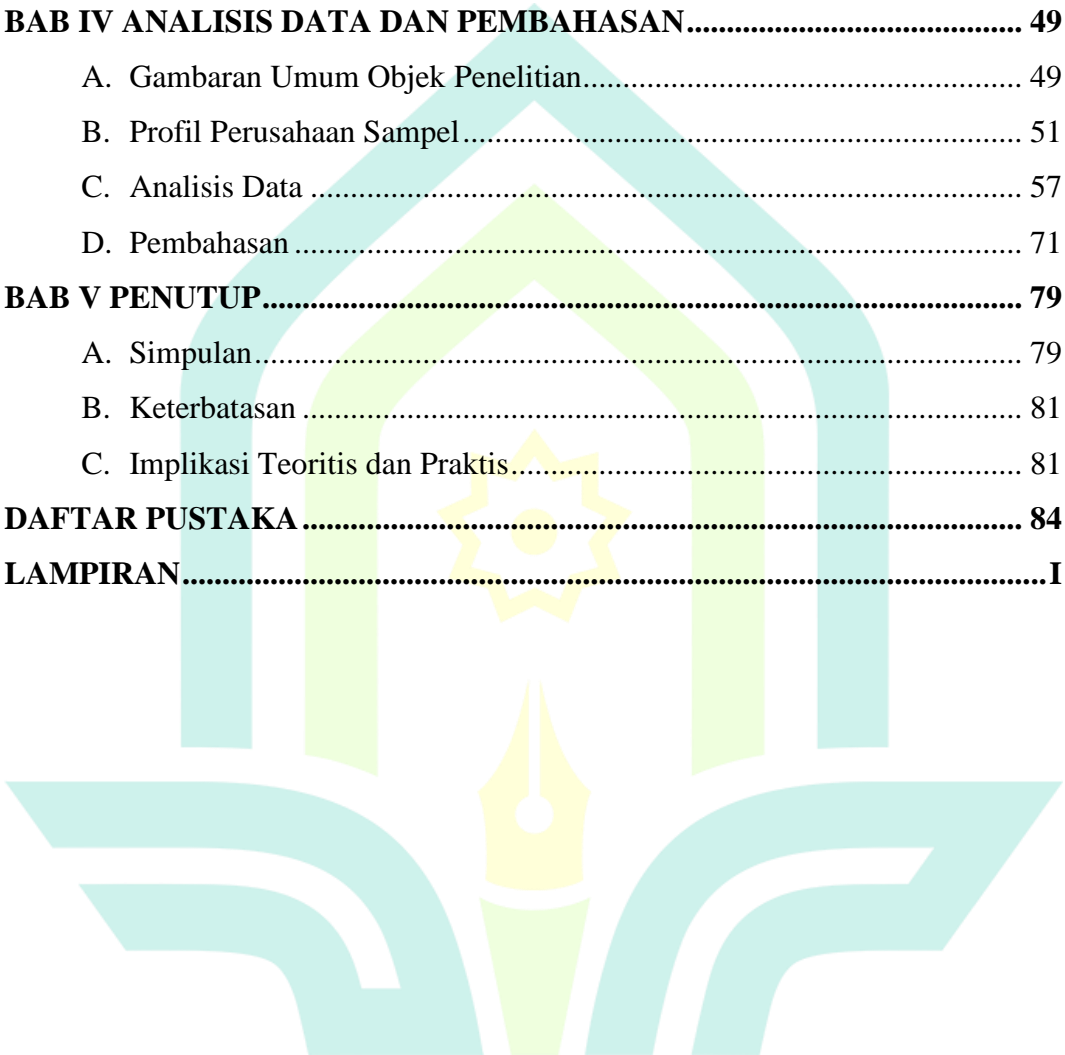 BAB IV ANALISIS DATA DAN PEMBAHASAN..................................... 49
A. Gambaran Umum Objek Penelitian..................................................... 49
B. Profil Perusahaan Sampel..................................................................... 51
C. Analisis Data ........................................................................................ 57
D. Pembahasan .......................................................................................... 71
BAB V PENUTUP.......................................................................................... 79
A. Simpulan............................................................................................... 79
B. Keterbatasan ......................................................................................... 81
C. Implikasi Teoritis dan Praktis............................................................... 81
DAFTAR PUSTAKA ..................................................................................... 84
LAMPIRAN.......................................................................................................I